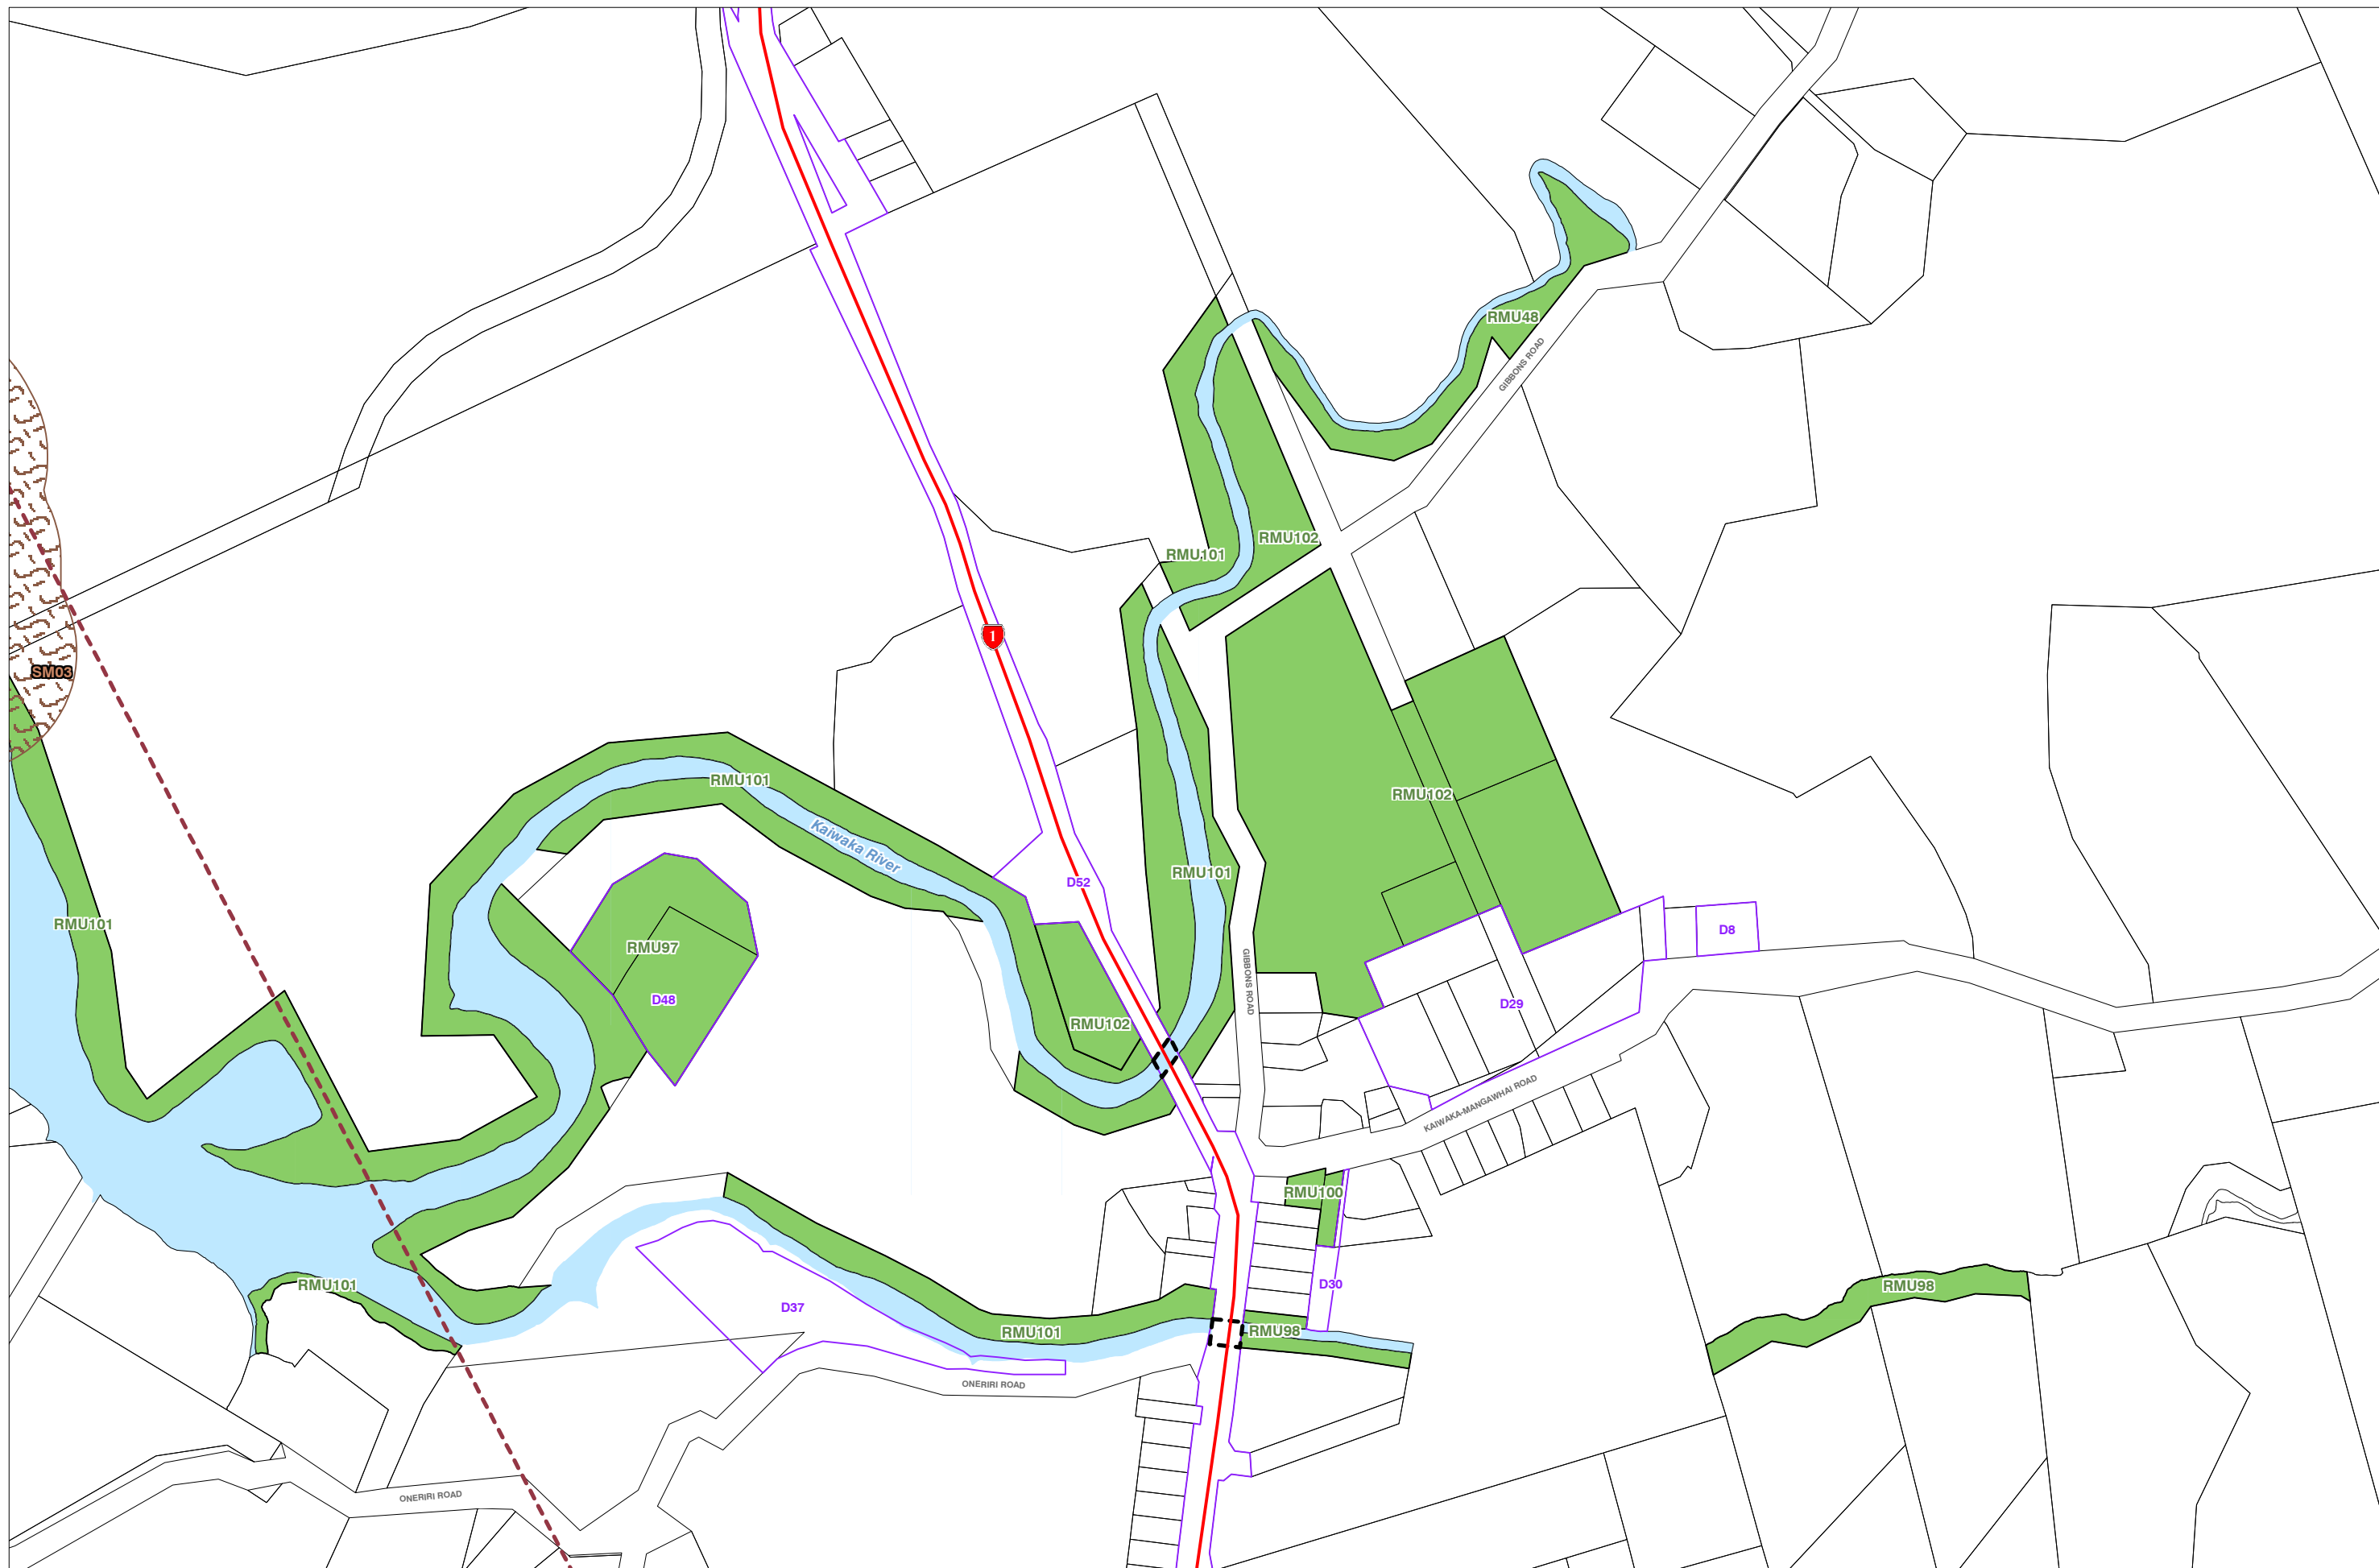 RMU48
GIBBONS ROAD
RMU102
RMU101
1
SM03
RMU101
RMU102
Kaiwaka River
RMU101
D52
RMU101
D8
RMU97
D48
GIBBONS ROAD
D29
RMU102
KAIWAKA-MANGAWHAI ROAD
RMU100
RMU101
D30
RMU98
D37
RMU101
RMU98
ONERIRI ROAD
ONERIRI ROAD